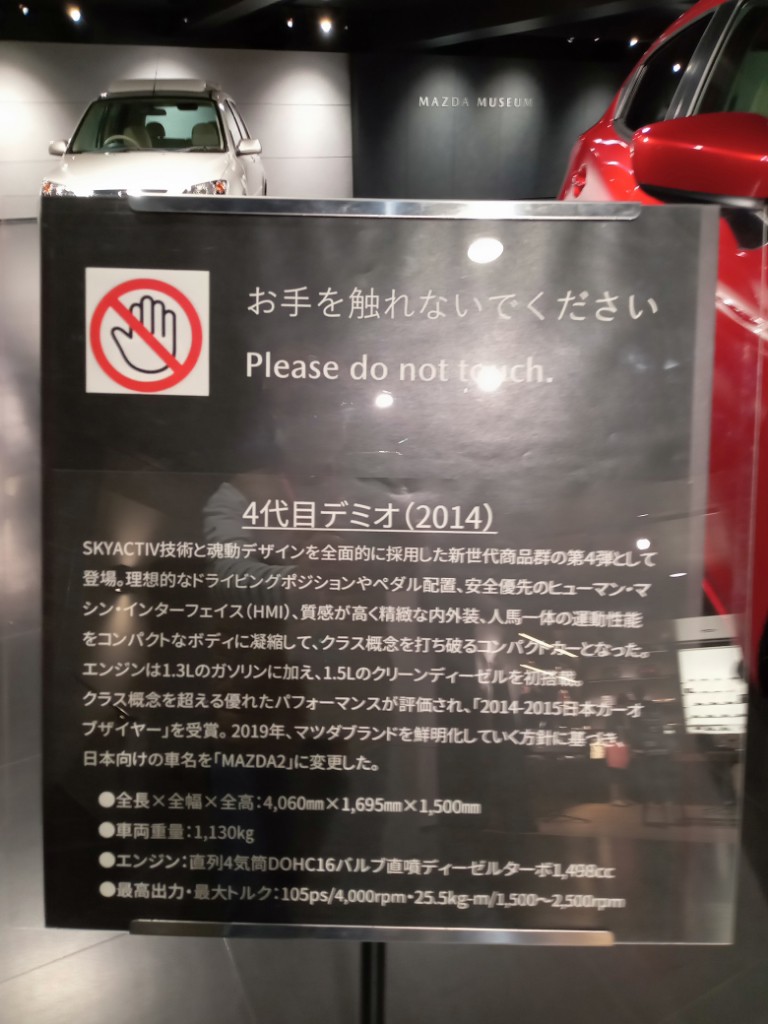 MAZDA MUSEUM
お手を触れないでください
Please do not touch.
4代目デミオ(2014)
SKYACTIV技術と魂動デザインを全面的に採用した新世代商品群の第4弾として
登場。理想的なドライビングポジションやペダル配置、安全優先のヒューマン・マ
シン・インターフェイス(HMI)、質感が高く精緻な内外装、人馬一体の運動性能
をコンパクトなボディに凝縮して、クラス概念を打ち破るコンパクトカーとなった。
エンジンは1.3Lのガソリンに加え、1.5Lのクリーンディーゼルを初搭載。
クラス概念を超える優れたパフォーマンスが評価され、「2014-2015日本カーオ
ブザイヤー」を受賞。2019年、マツダブランドを鮮明化していく方針に基づき、
日本向けの車名を「MAZDA2」に変更した。
●全長×全幅×全高:4,060㎜×1,695㎜×1,500㎜
●車両重量:1,130kg
●エンジン:直列4気筒DOHC16バルブ直噴ディーゼルターボ1,498cc
●最高出力・最大トルク:105ps/4,000rpm・25.5kg-m/1,500~2,500rpm